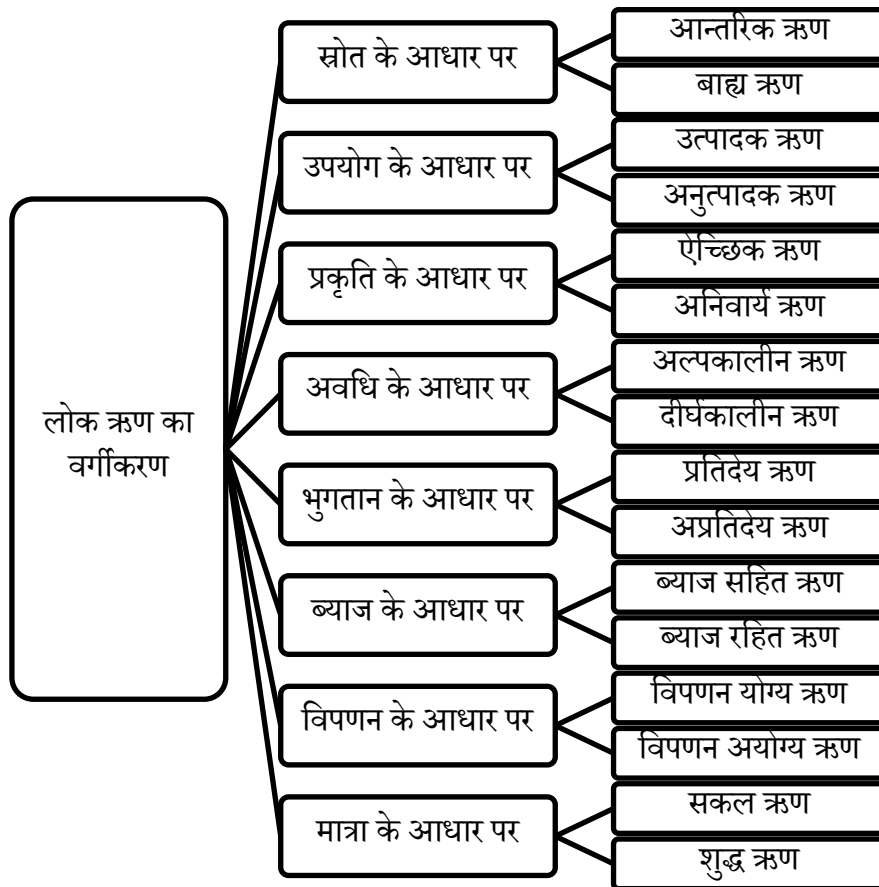 लोक ऋण का
वर्गीकरण
स्रोत के आधार पर
आन्तरिक ऋण
बाह्य ऋण
उपयोग के आधार पर
उत्पादक ऋण
अनुत्पादक ऋण
प्रकृति के आधार पर
ऐच्छिक ऋण
अनिवार्य ऋण
अवधि के आधार पर
अल्पकालीन ऋण
दीर्घकालीन ऋण
भुगतान के आधार पर
प्रतिदेय ऋण
अप्रतिदेय ऋण
ब्याज के आधार पर
ब्याज सहित ऋण
ब्याज रहित ऋण
विपणन के आधार पर
विपणन योग्य ऋण
विपणन अयोग्य ऋण
मात्रा के आधार पर
सकल ऋण
शुद्ध ऋण